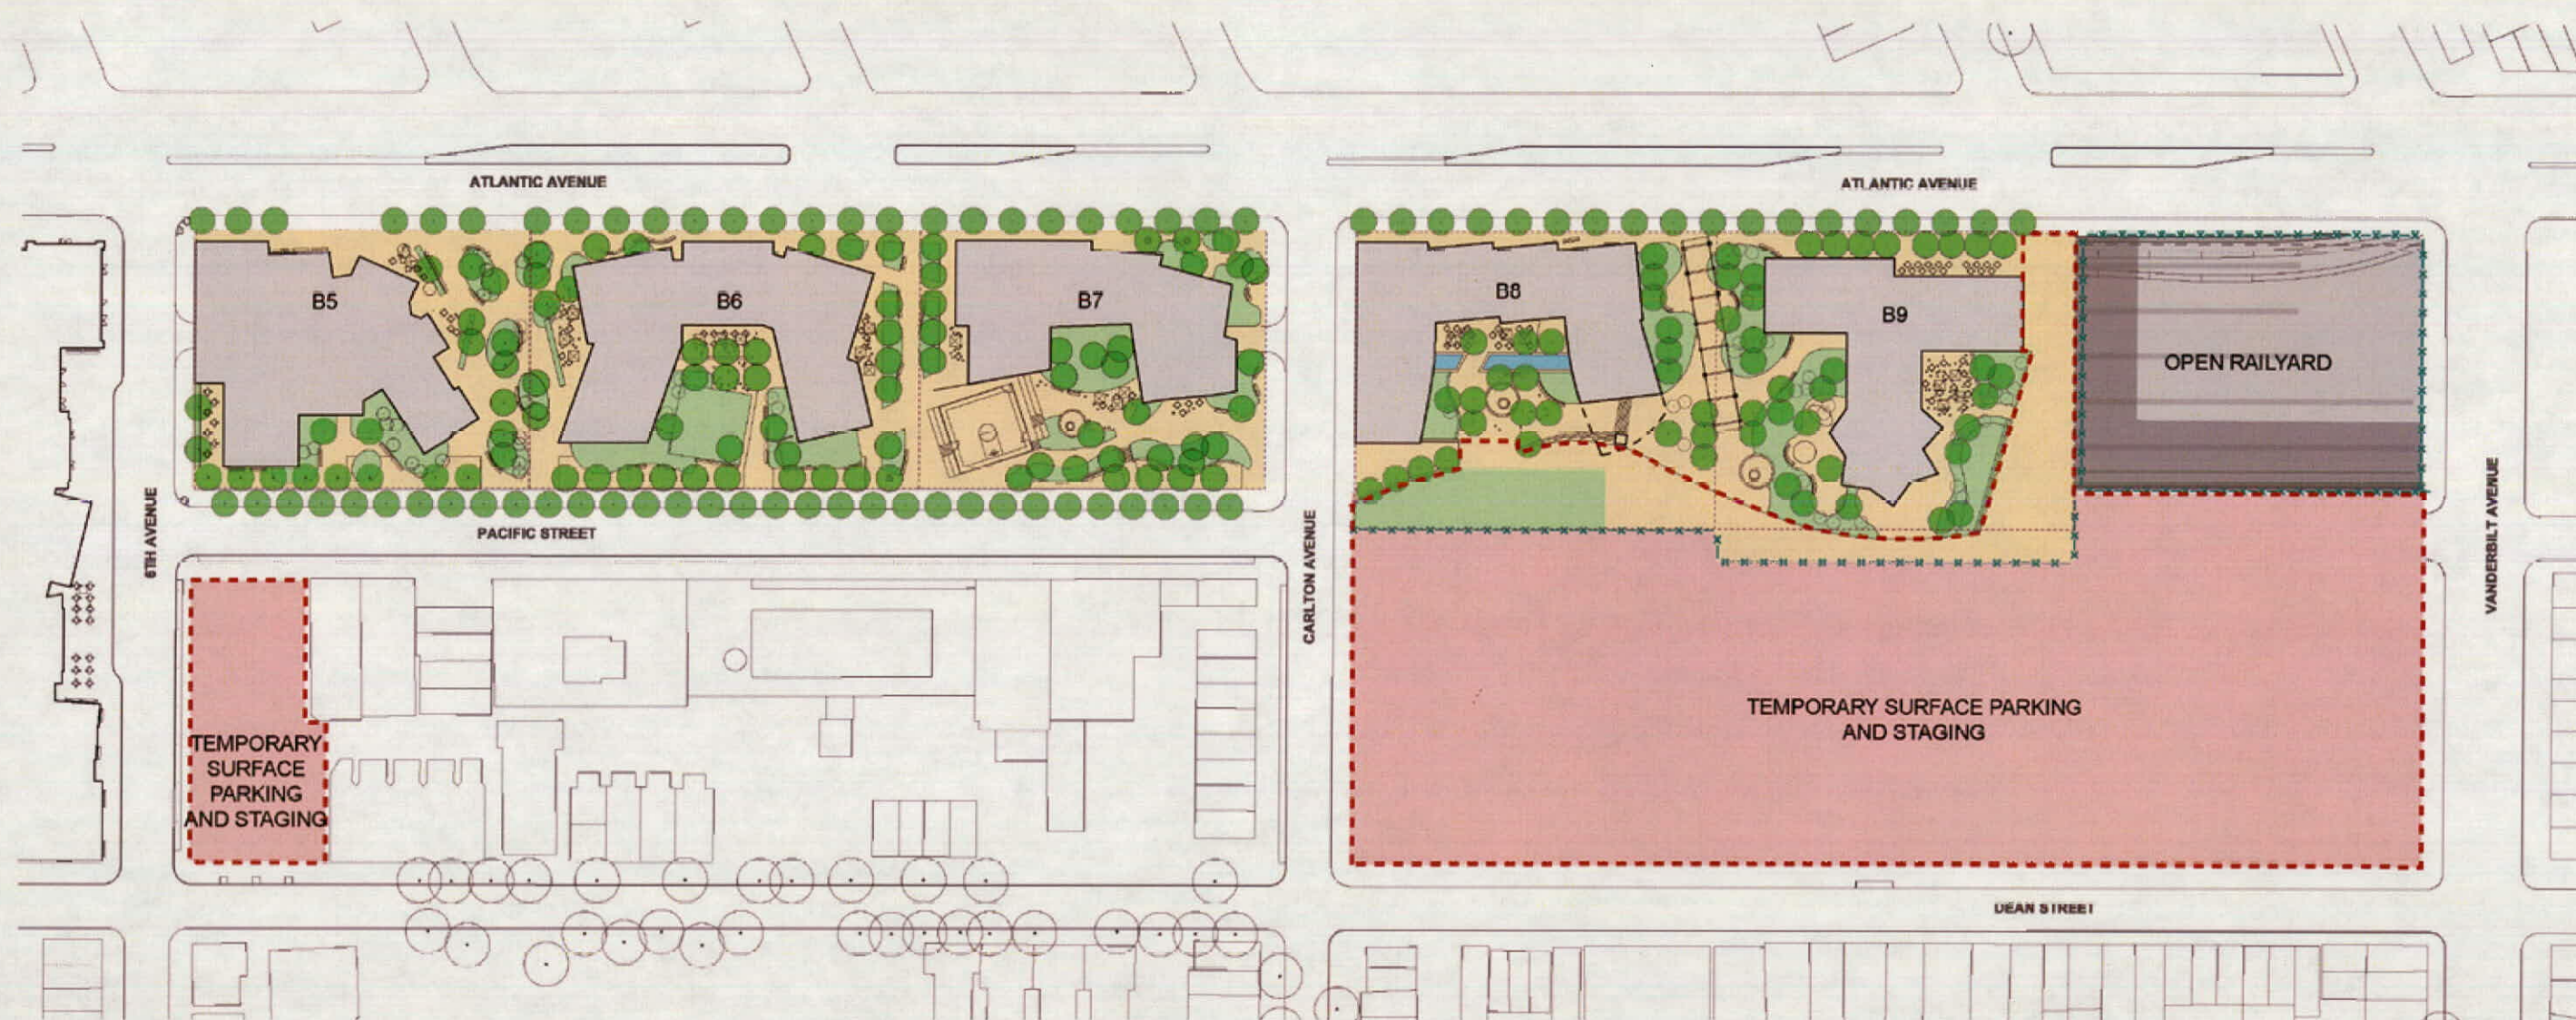 ATLANTIC AVENUE
ATLANTIC AVENUE
B5
B6
B7
B8
B9
OPEN RAILYARD
6TH AVENUE
PACIFIC STREET
CARLTON AVENUE
VANDERBILT AVENUE
TEMPORARY
SURFACE
PARKING
AND STAGING
TEMPORARY SURFACE PARKING
AND STAGING
DEAN STREET